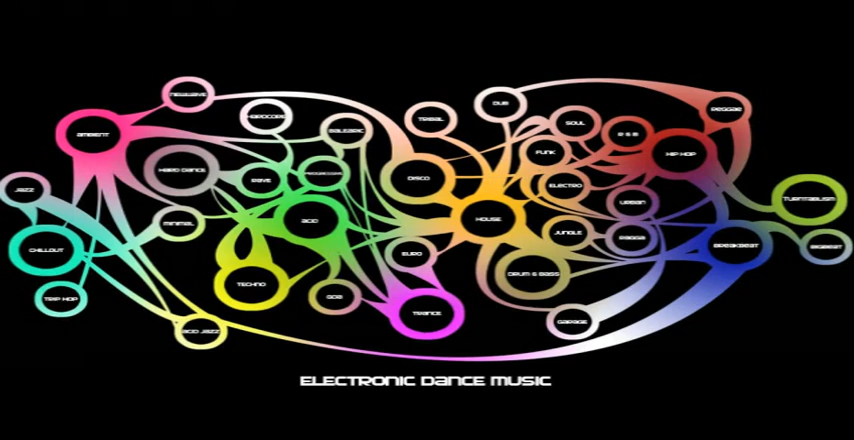 NEWWAVE
DUB
REGGAE
HARDCORE
TRIBAL
SOUL
AMBIENT
BALEARIC
R & B
FUNK
HIP HOP
HARD DANCE
RAVE
PROGRESSIVE
DISCO
ELECTRO
JAZZ
URBAN
TURNTABLISM
MINIMAL
ACID
HOUSE
JUNGLE
RAGGA
CHILLOUT
EURO
BREAKBEAT
BIGBEAT
DRUM & BASS
TECHNO
TRIP HOP
GOA
TRANCE
GARAGE
ACID JAZZ
ELECTRONIC DANCE MUSIC